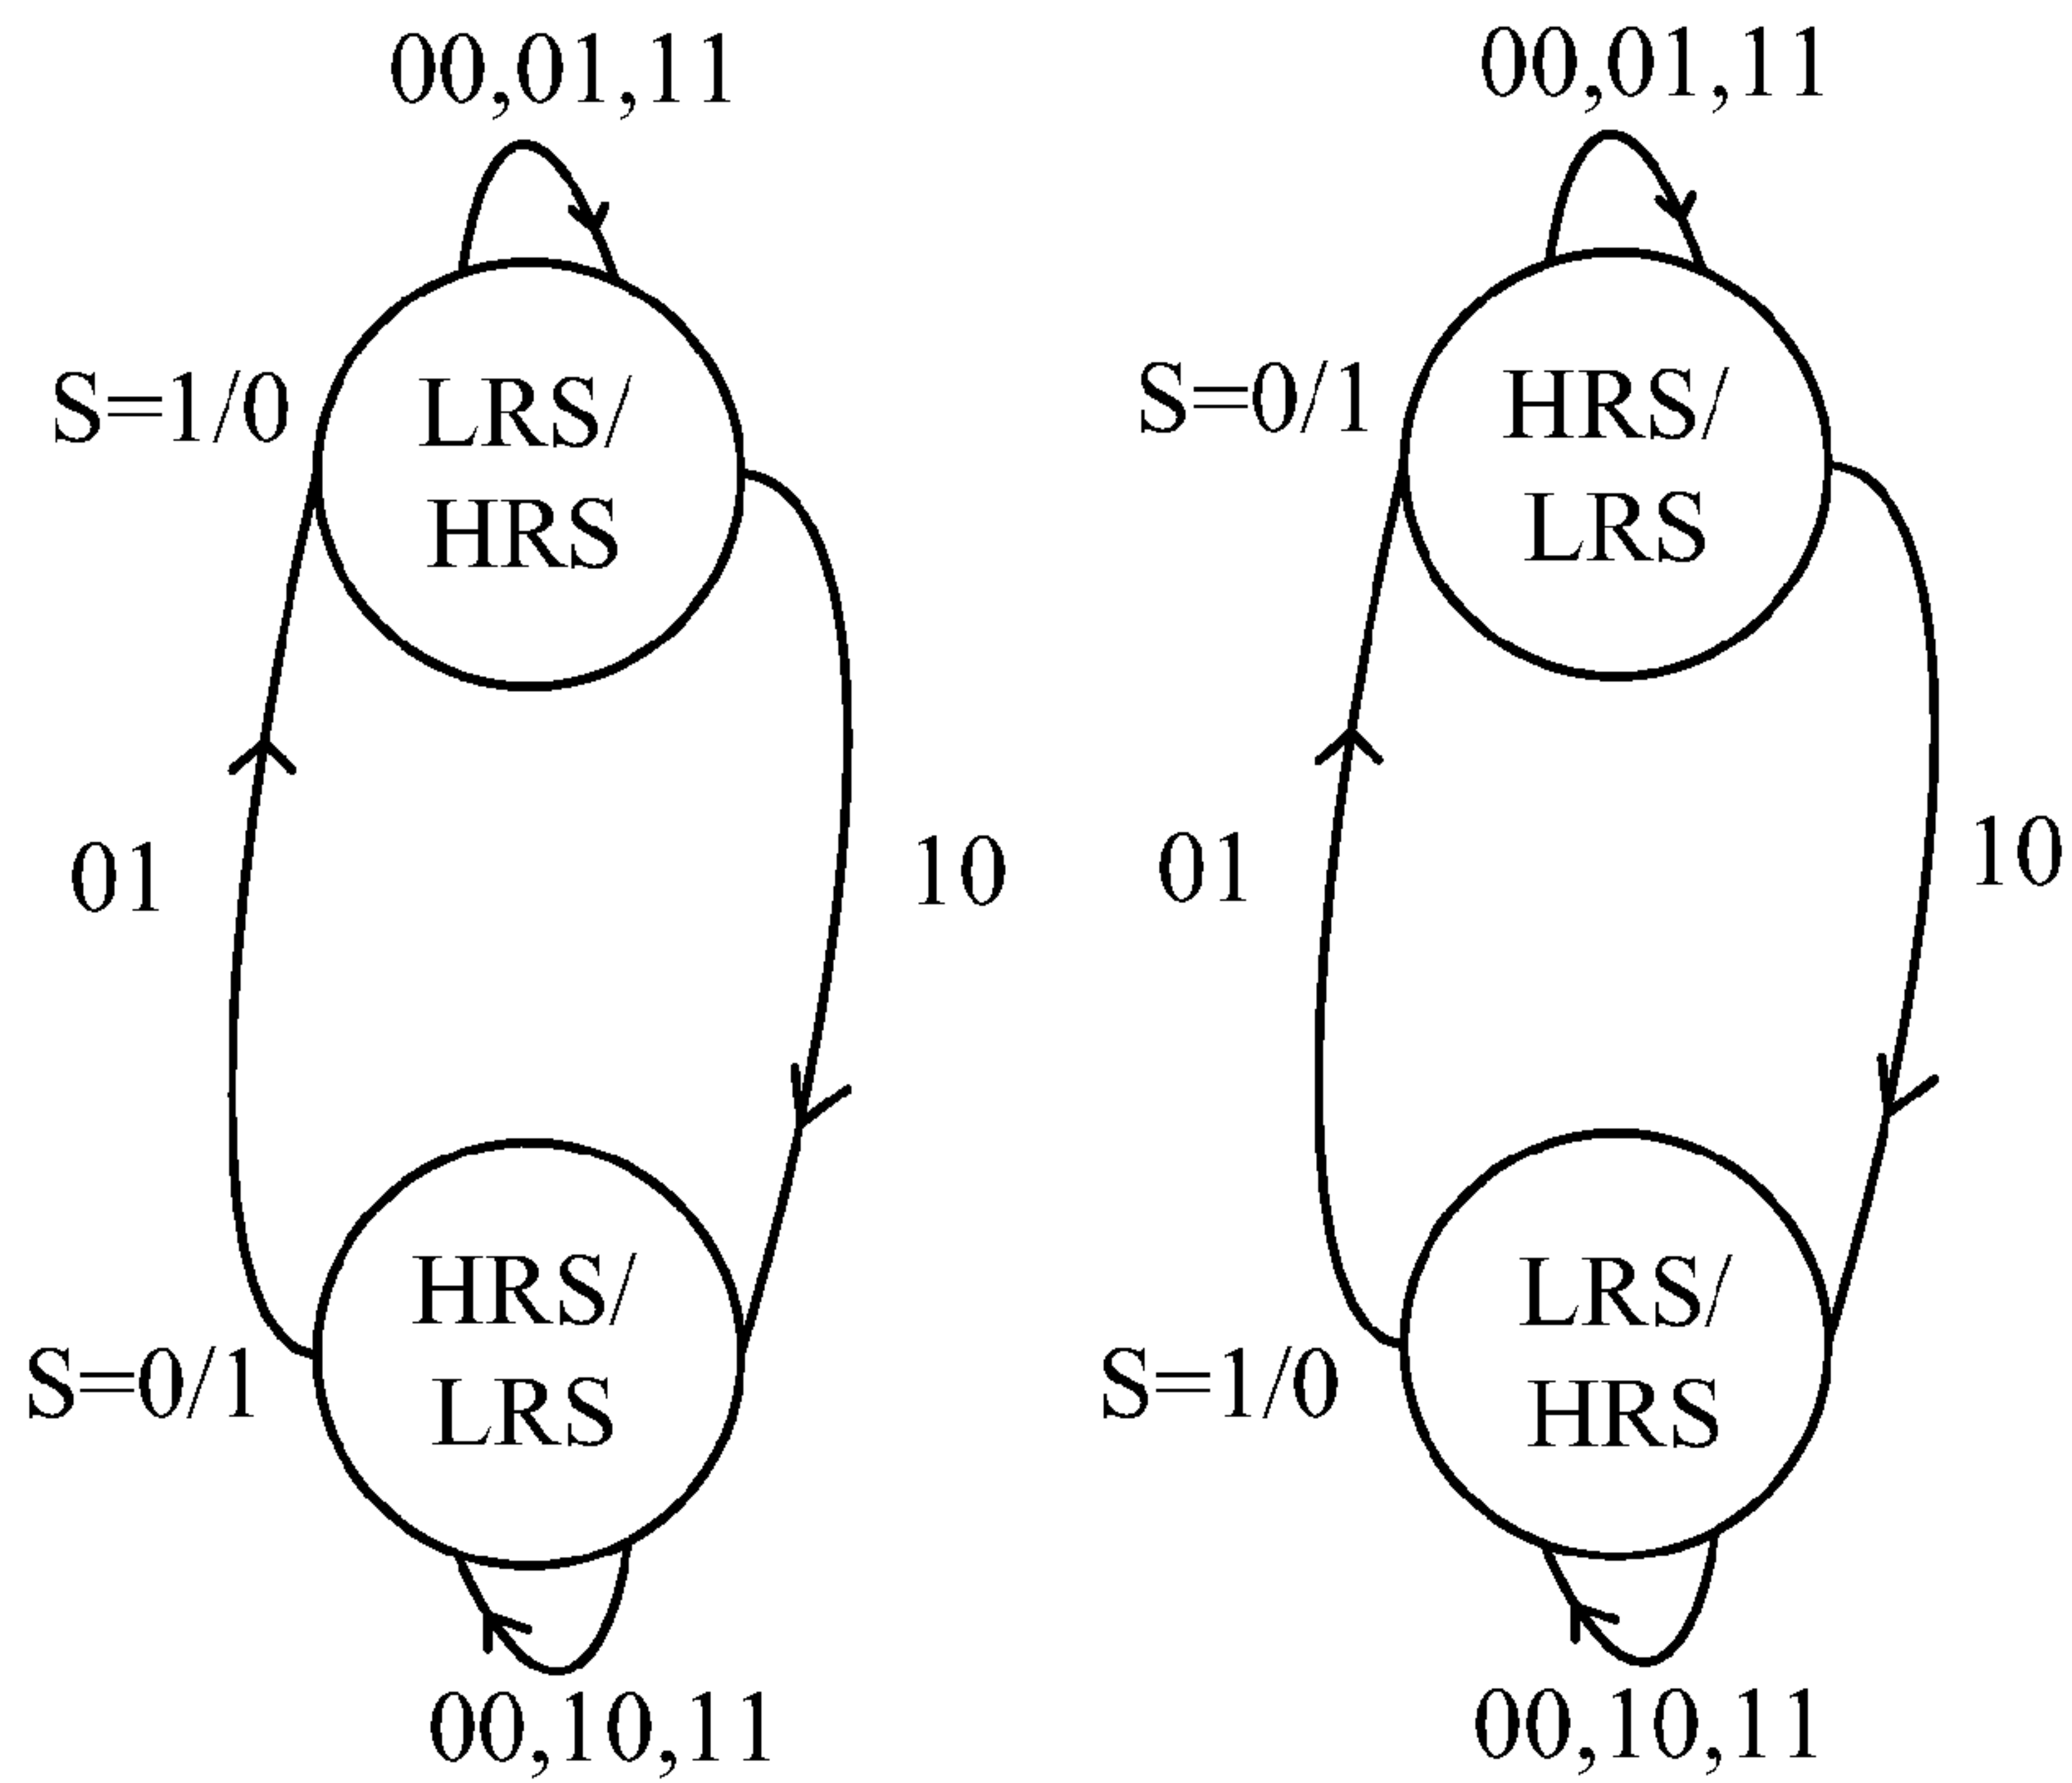 00,01,11
S=1/0
LRS/
HRS
01
10
S=0/1
HRS/
LRS
00,10,11
00,01,11
S=0/1
HRS/
LRS
01
10
S=1/0
LRS/
HRS
00,10,11